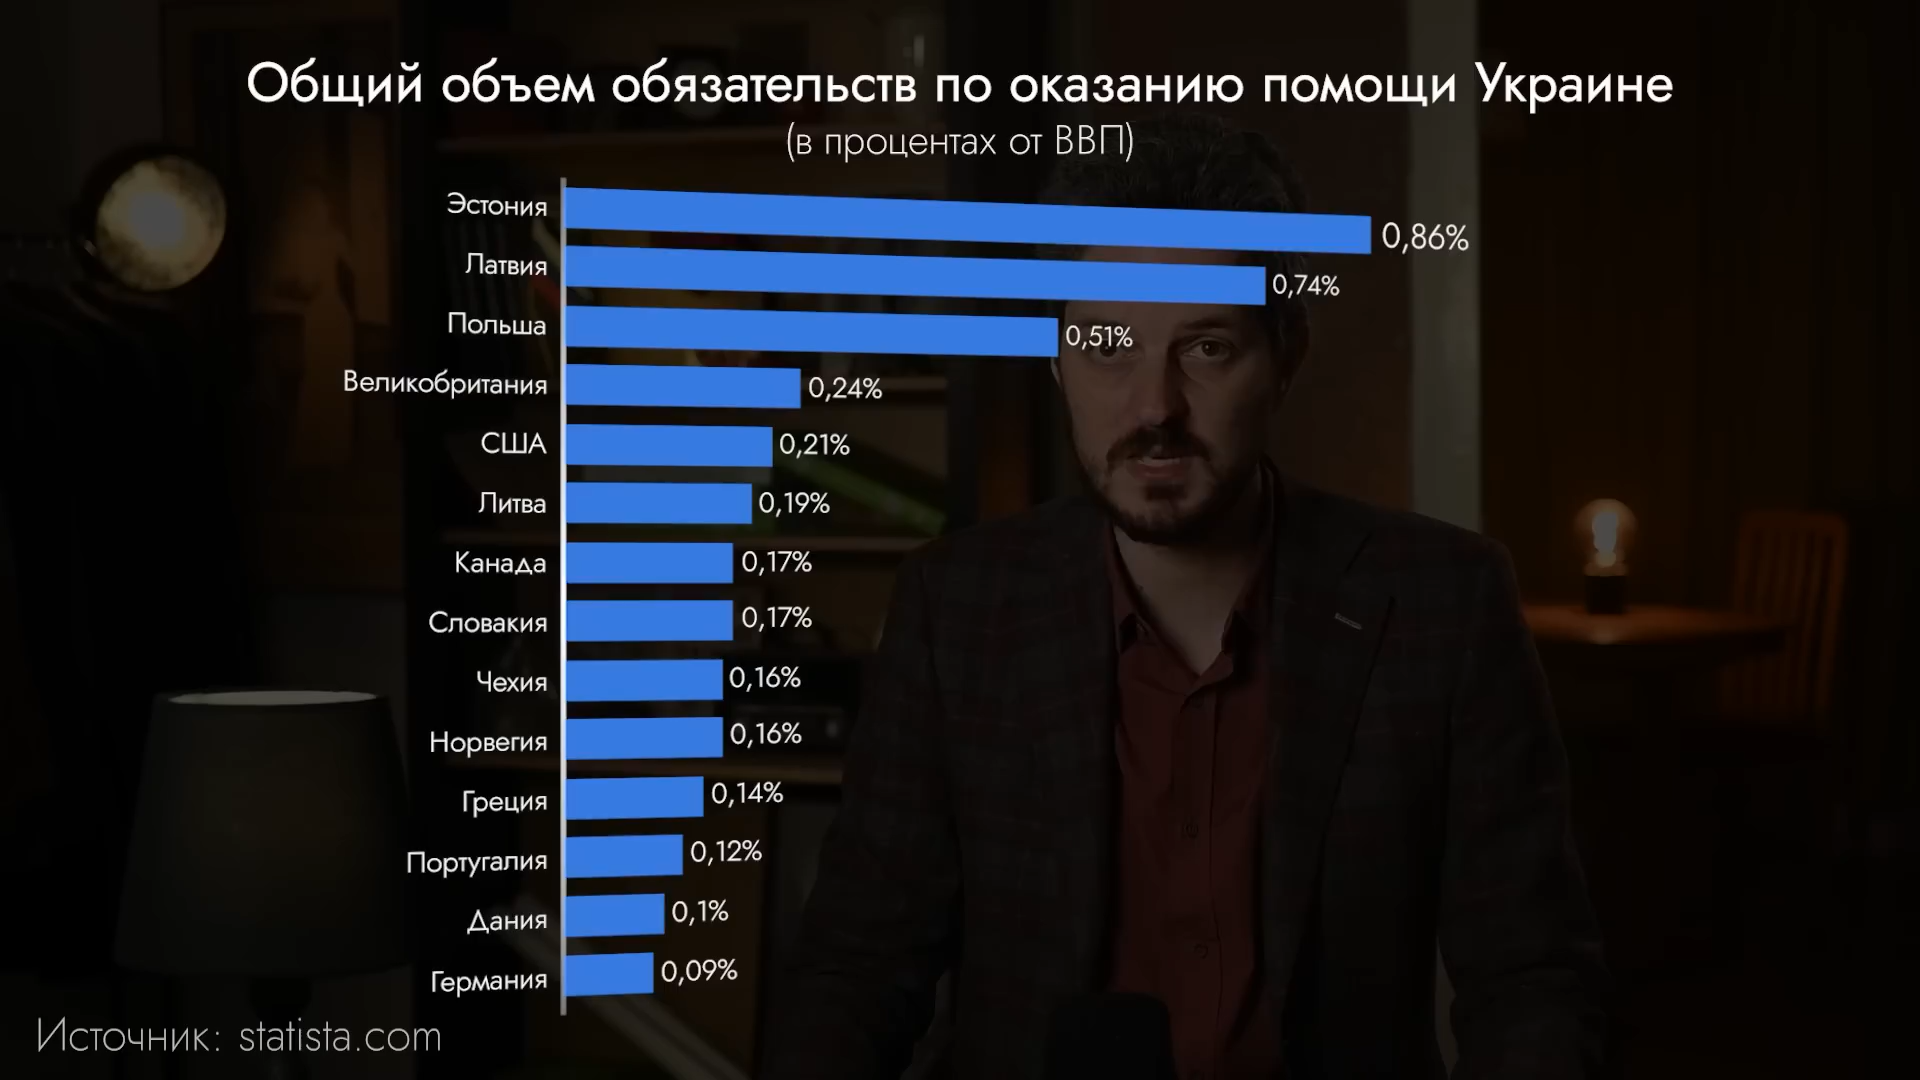 Общий объем обязательств по оказанию помощи Украине
(в процентах от ВВП)
Эстония 0,86%
Латвия 0,74%
Польша 0,51%
Великобритания 0,24%
США 0,21%
Литва 0,19%
Канада 0,17%
Словакия 0,17%
Чехия 0,16%
Норвегия 0,16%
Греция 0,14%
Португалия 0,12%
Дания 0,1%
Германия 0,09%
Источник: statista.com